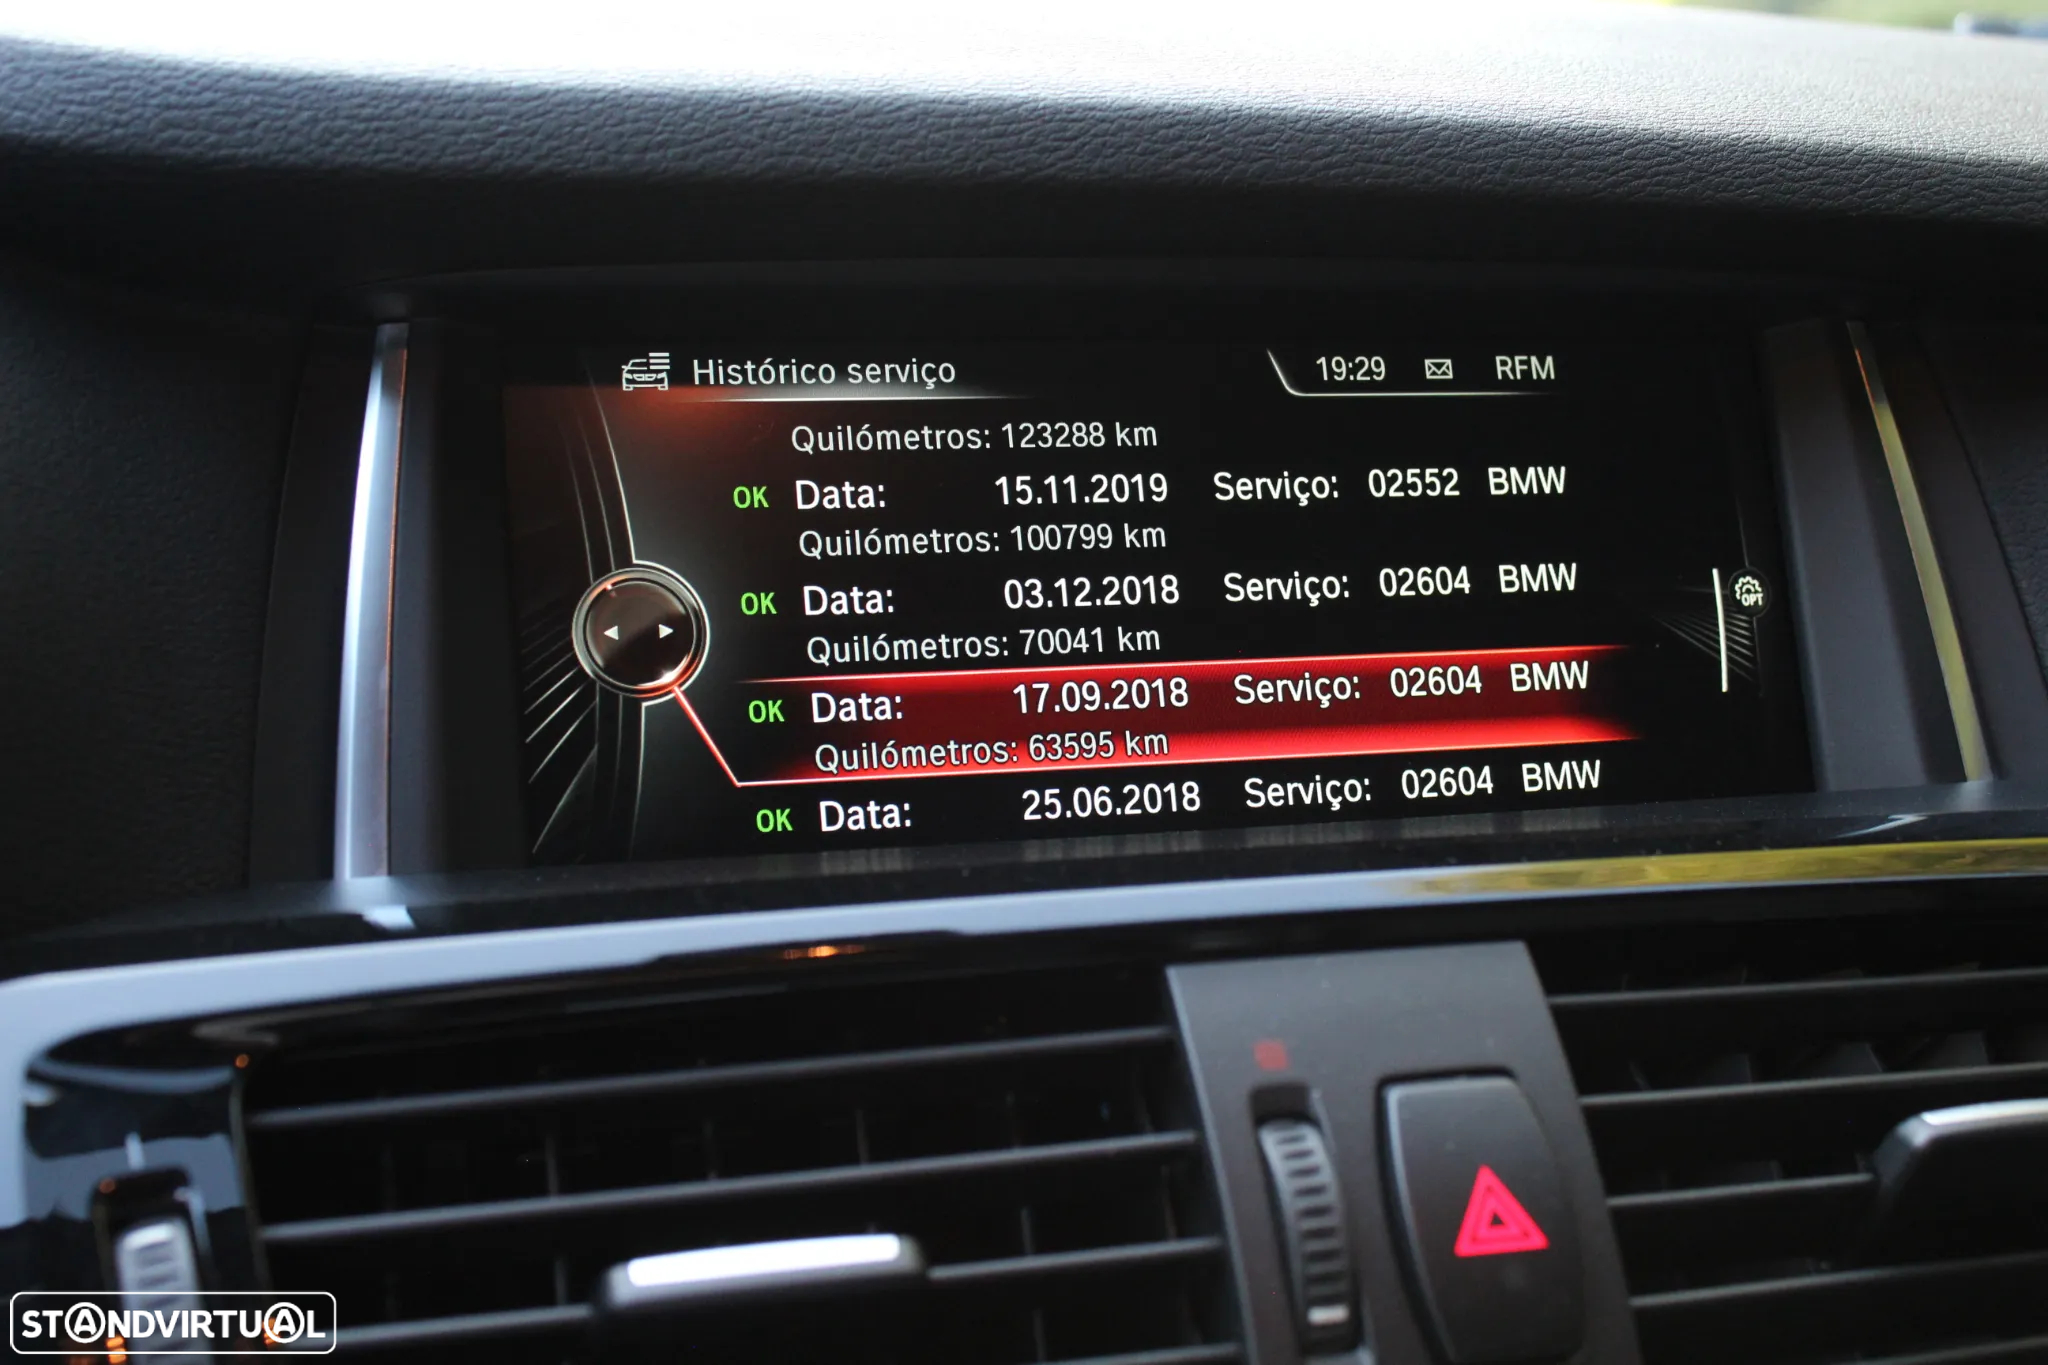 Histórico serviço 19:29 RFM
Quilómetros: 123288 km
OK Data: 15.11.2019 Serviço: 02552 BMW
Quilómetros: 100799 km
OK Data: 03.12.2018 Serviço: 02604 BMW
Quilómetros: 70041 km
OK Data: 17.09.2018 Serviço: 02604 BMW
Quilómetros: 63595 km
OK Data: 25.06.2018 Serviço: 02604 BMW
OPT
STANDVIRTUAL